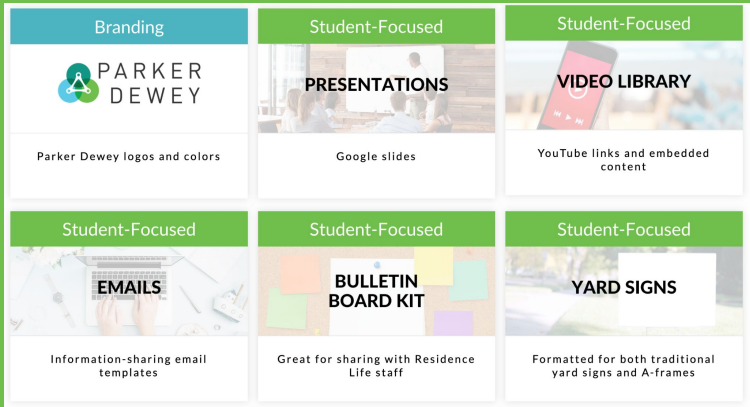 Branding
PARKER
DEWEY
Parker Dewey logos and colors
Student-Focused
PRESENTATIONS
Google slides
Student-Focused
VIDEO LIBRARY
YouTube links and embedded
content
Student-Focused
EMAILS
Information-sharing email
templates
Student-Focused
BULLETIN
BOARD KIT
Great for sharing with Residence
Life staff
Student-Focused
YARD SIGNS
Formatted for both traditional
yard signs and A-frames